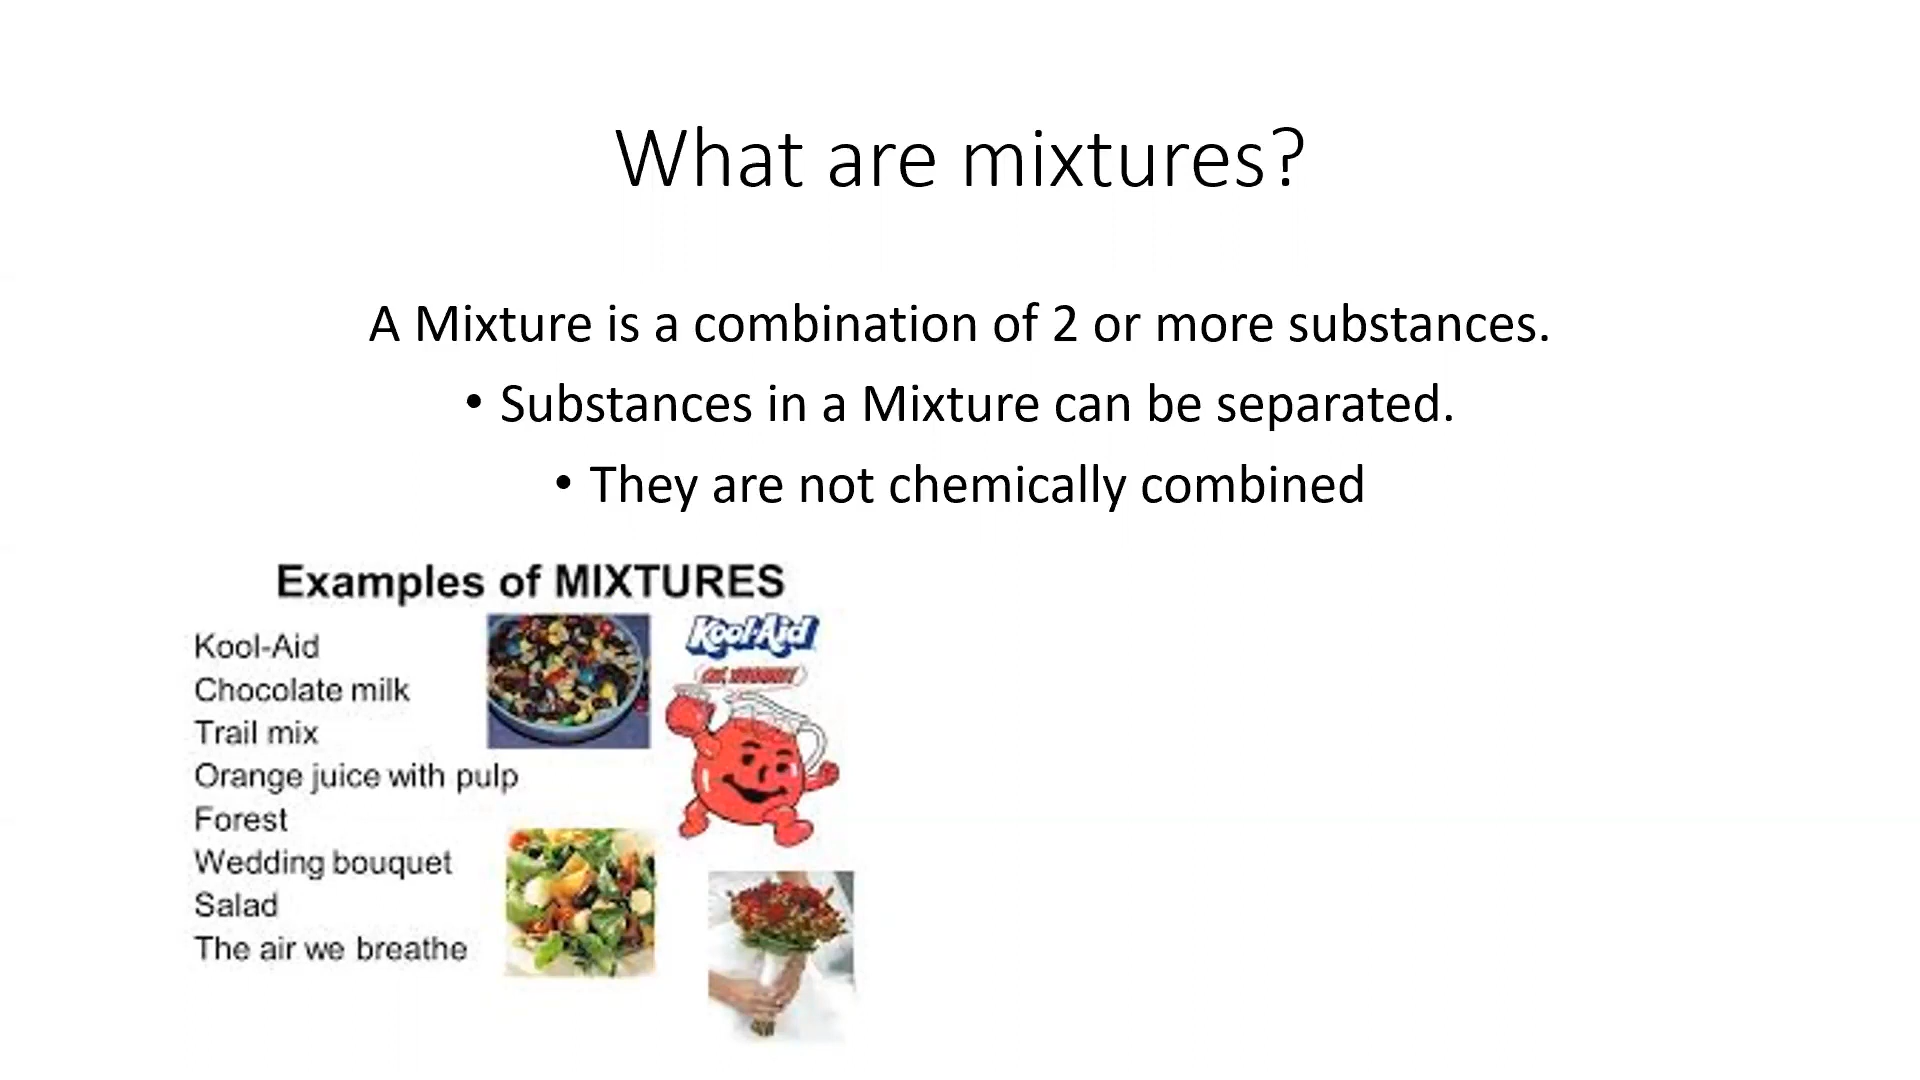 What are mixtures?
A Mixture is a combination of 2 or more substances.
• Substances in a Mixture can be separated.
• They are not chemically combined
Examples of MIXTURES
Kool-Aid
Chocolate milk
Trail mix
Orange juice with pulp
Forest
Wedding bouquet
Salad
The air we breathe
Kool-Aid